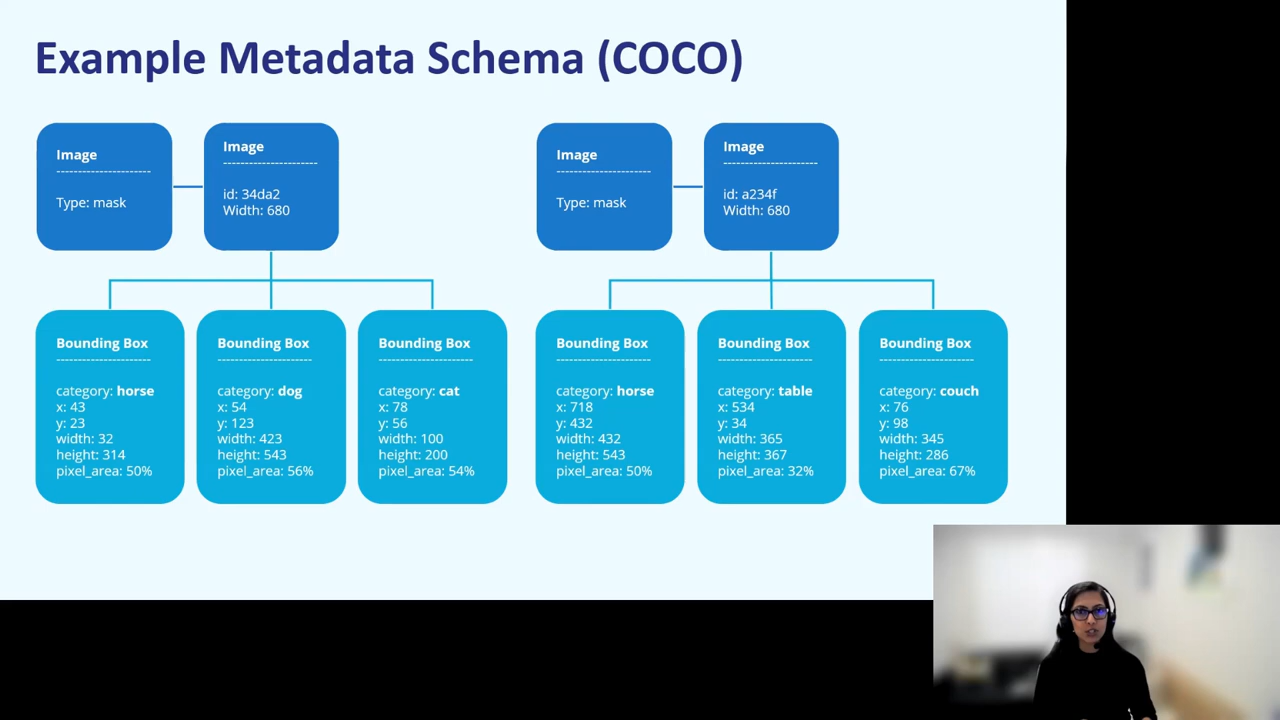 Example Metadata Schema (COCO)
Image
----------------------
Type: mask
Image
----------------------
id: 34da2
Width: 680
Image
----------------------
Type: mask
Image
----------------------
id: a234f
Width: 680
Bounding Box
----------------------
category: horse
x: 43
y: 23
width: 32
height: 314
pixel_area: 50%
Bounding Box
----------------------
category: dog
x: 54
y: 123
width: 423
height: 543
pixel_area: 56%
Bounding Box
----------------------
category: cat
x: 78
y: 56
width: 100
height: 200
pixel_area: 54%
Bounding Box
----------------------
category: horse
x: 718
y: 432
width: 432
height: 543
pixel_area: 50%
Bounding Box
----------------------
category: table
x: 534
y: 34
width: 365
height: 367
pixel_area: 32%
Bounding Box
----------------------
category: couch
x: 76
y: 98
width: 345
height: 286
pixel_area: 67%